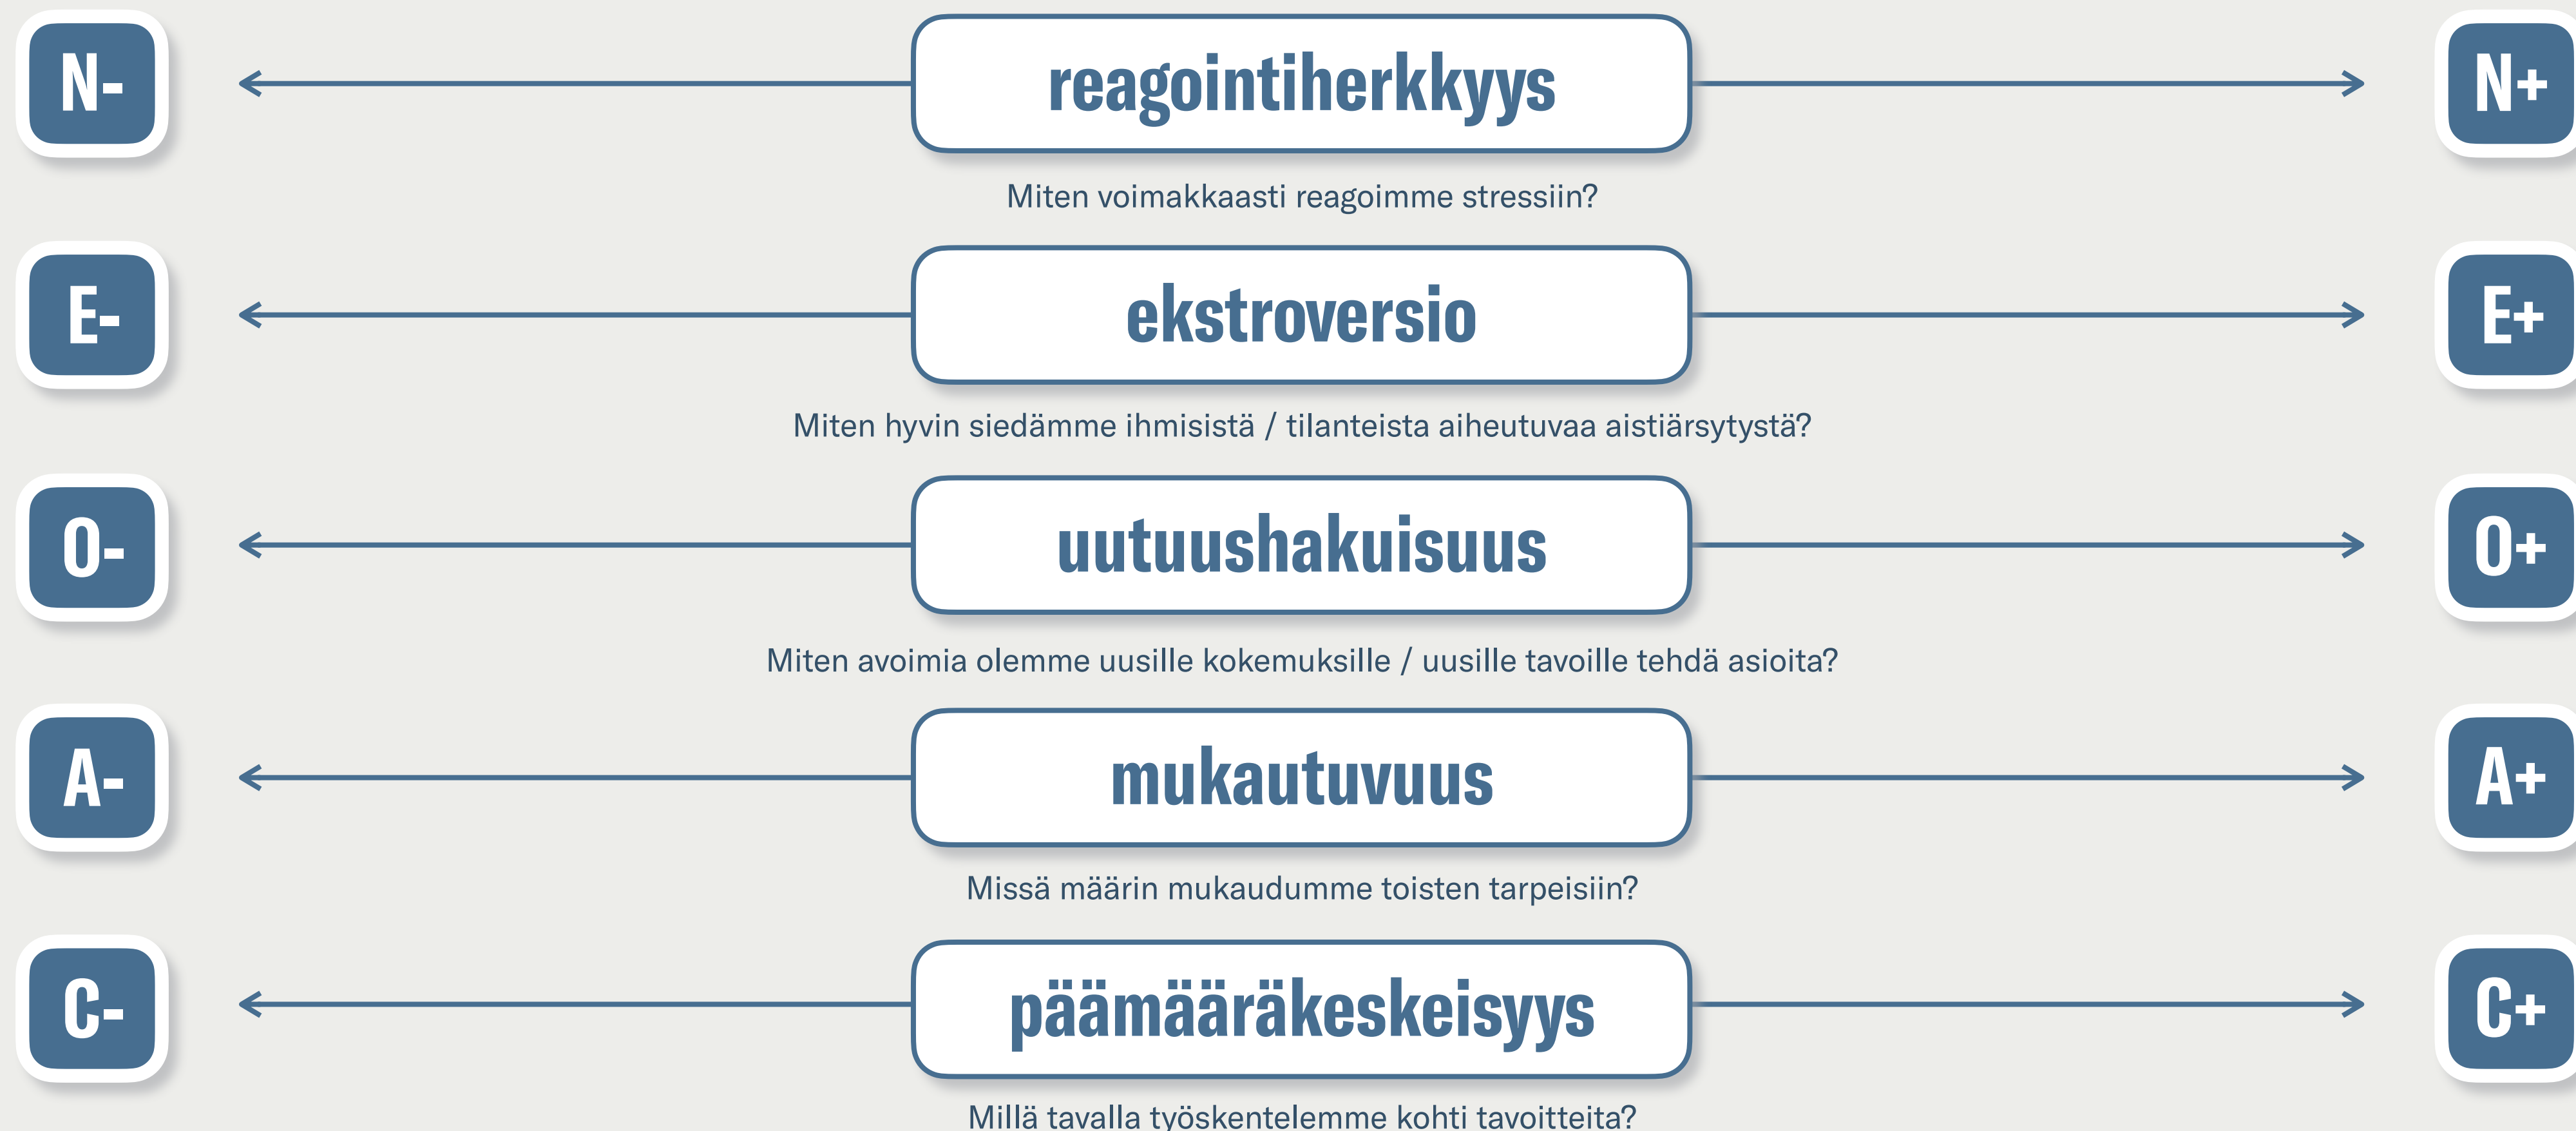 N-
reagointiherkkyys
N+
Miten voimakkaasti reagoimme stressiin?
E-
ekstroversio
E+
Miten hyvin siedämme ihmisistä / tilanteista aiheutuvaa aistiärsytystä?
O-
uutuushakuisuus
O+
Miten avoimia olemme uusille kokemuksille / uusille tavoille tehdä asioita?
A-
mukautuvuus
A+
Missä määrin mukaudumme toisten tarpeisiin?
C-
päämääräkeskeisyys
C+
Millä tavalla työskentelemme kohti tavoitteita?